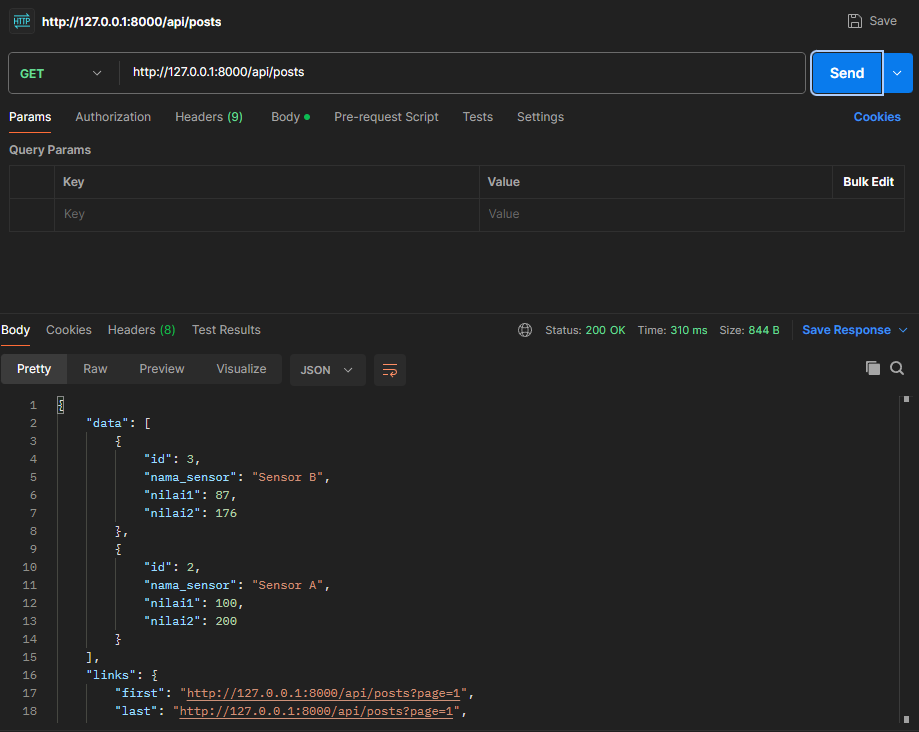 HTTP http://127.0.0.1:8000/api/posts Save
GET http://127.0.0.1:8000/api/posts Send
Params Authorization Headers (9) Body Pre-request Script Tests Settings Cookies
Query Params
Key Value Bulk Edit
Key Value
Body Cookies Headers (8) Test Results Status: 200 OK Time: 310 ms Size: 844 B Save Response
Pretty Raw Preview Visualize JSON
1 {
2 "data": [
3 {
4 "id": 3,
5 "nama_sensor": "Sensor B",
6 "nilai1": 87,
7 "nilai2": 176
8 },
9 {
10 "id": 2,
11 "nama_sensor": "Sensor A",
12 "nilai1": 100,
13 "nilai2": 200
14 }
15 ],
16 "links": {
17 "first": "http://127.0.0.1:8000/api/posts?page=1",
18 "last": "http://127.0.0.1:8000/api/posts?page=1",